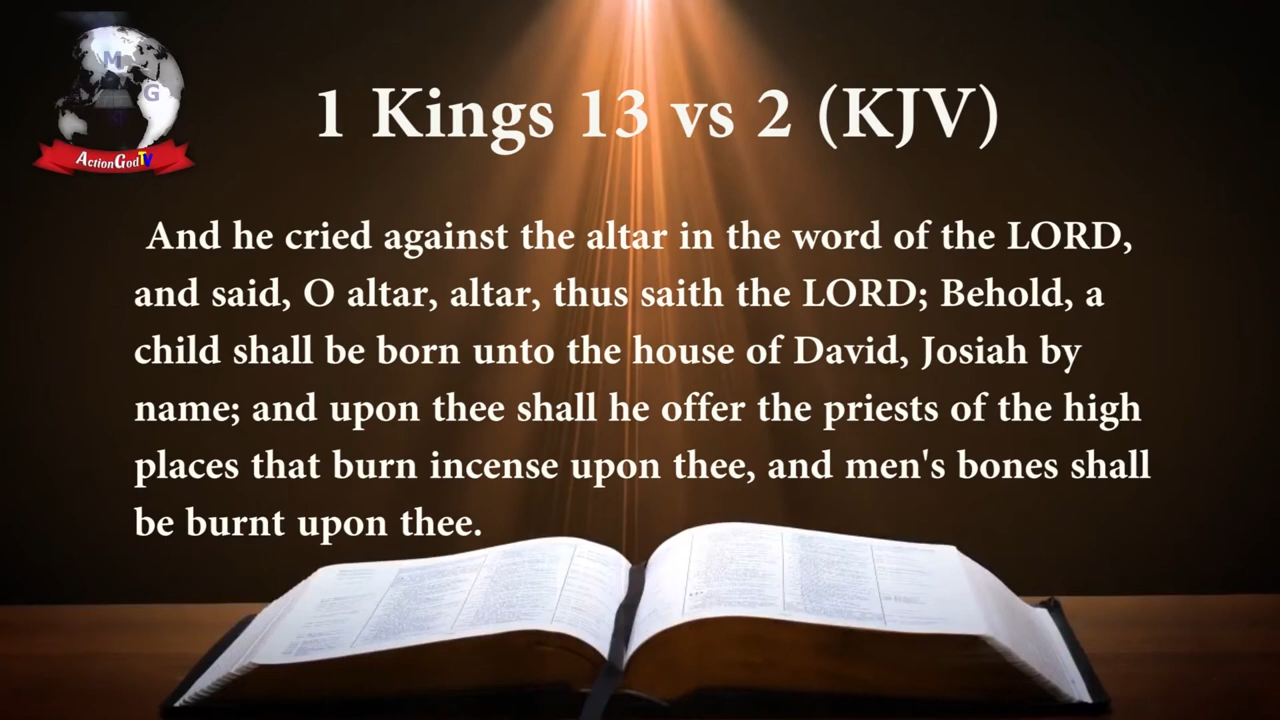 M
G
ActionGodTV
1 Kings 13 vs 2 (KJV)
And he cried against the altar in the word of the LORD,
and said, O altar, altar, thus saith the LORD; Behold, a
child shall be born unto the house of David, Josiah by
name; and upon thee shall he offer the priests of the high
places that burn incense upon thee, and men's bones shall
be burnt upon thee.